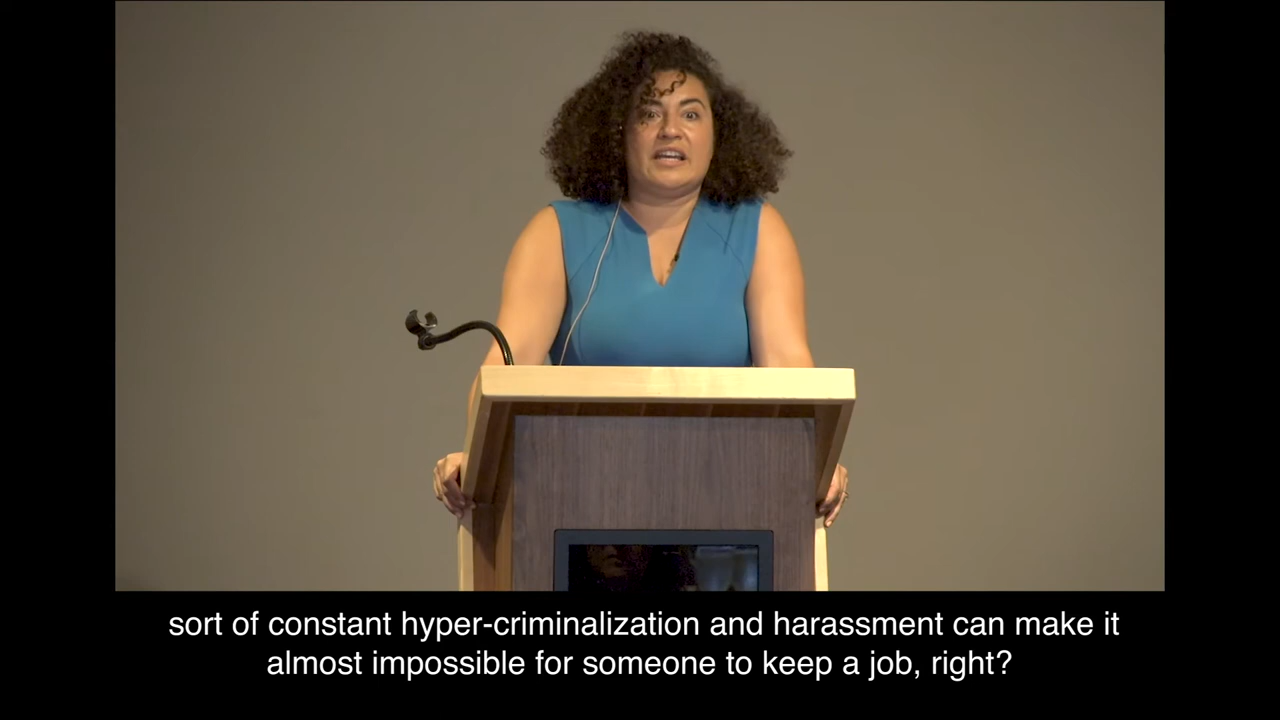 sort of constant hyper-criminalization and harassment can make it
almost impossible for someone to keep a job, right?